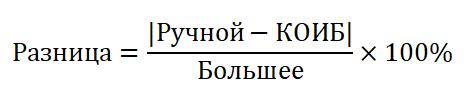 Разница = |Ручной − КОИБ| / Большее × 100%